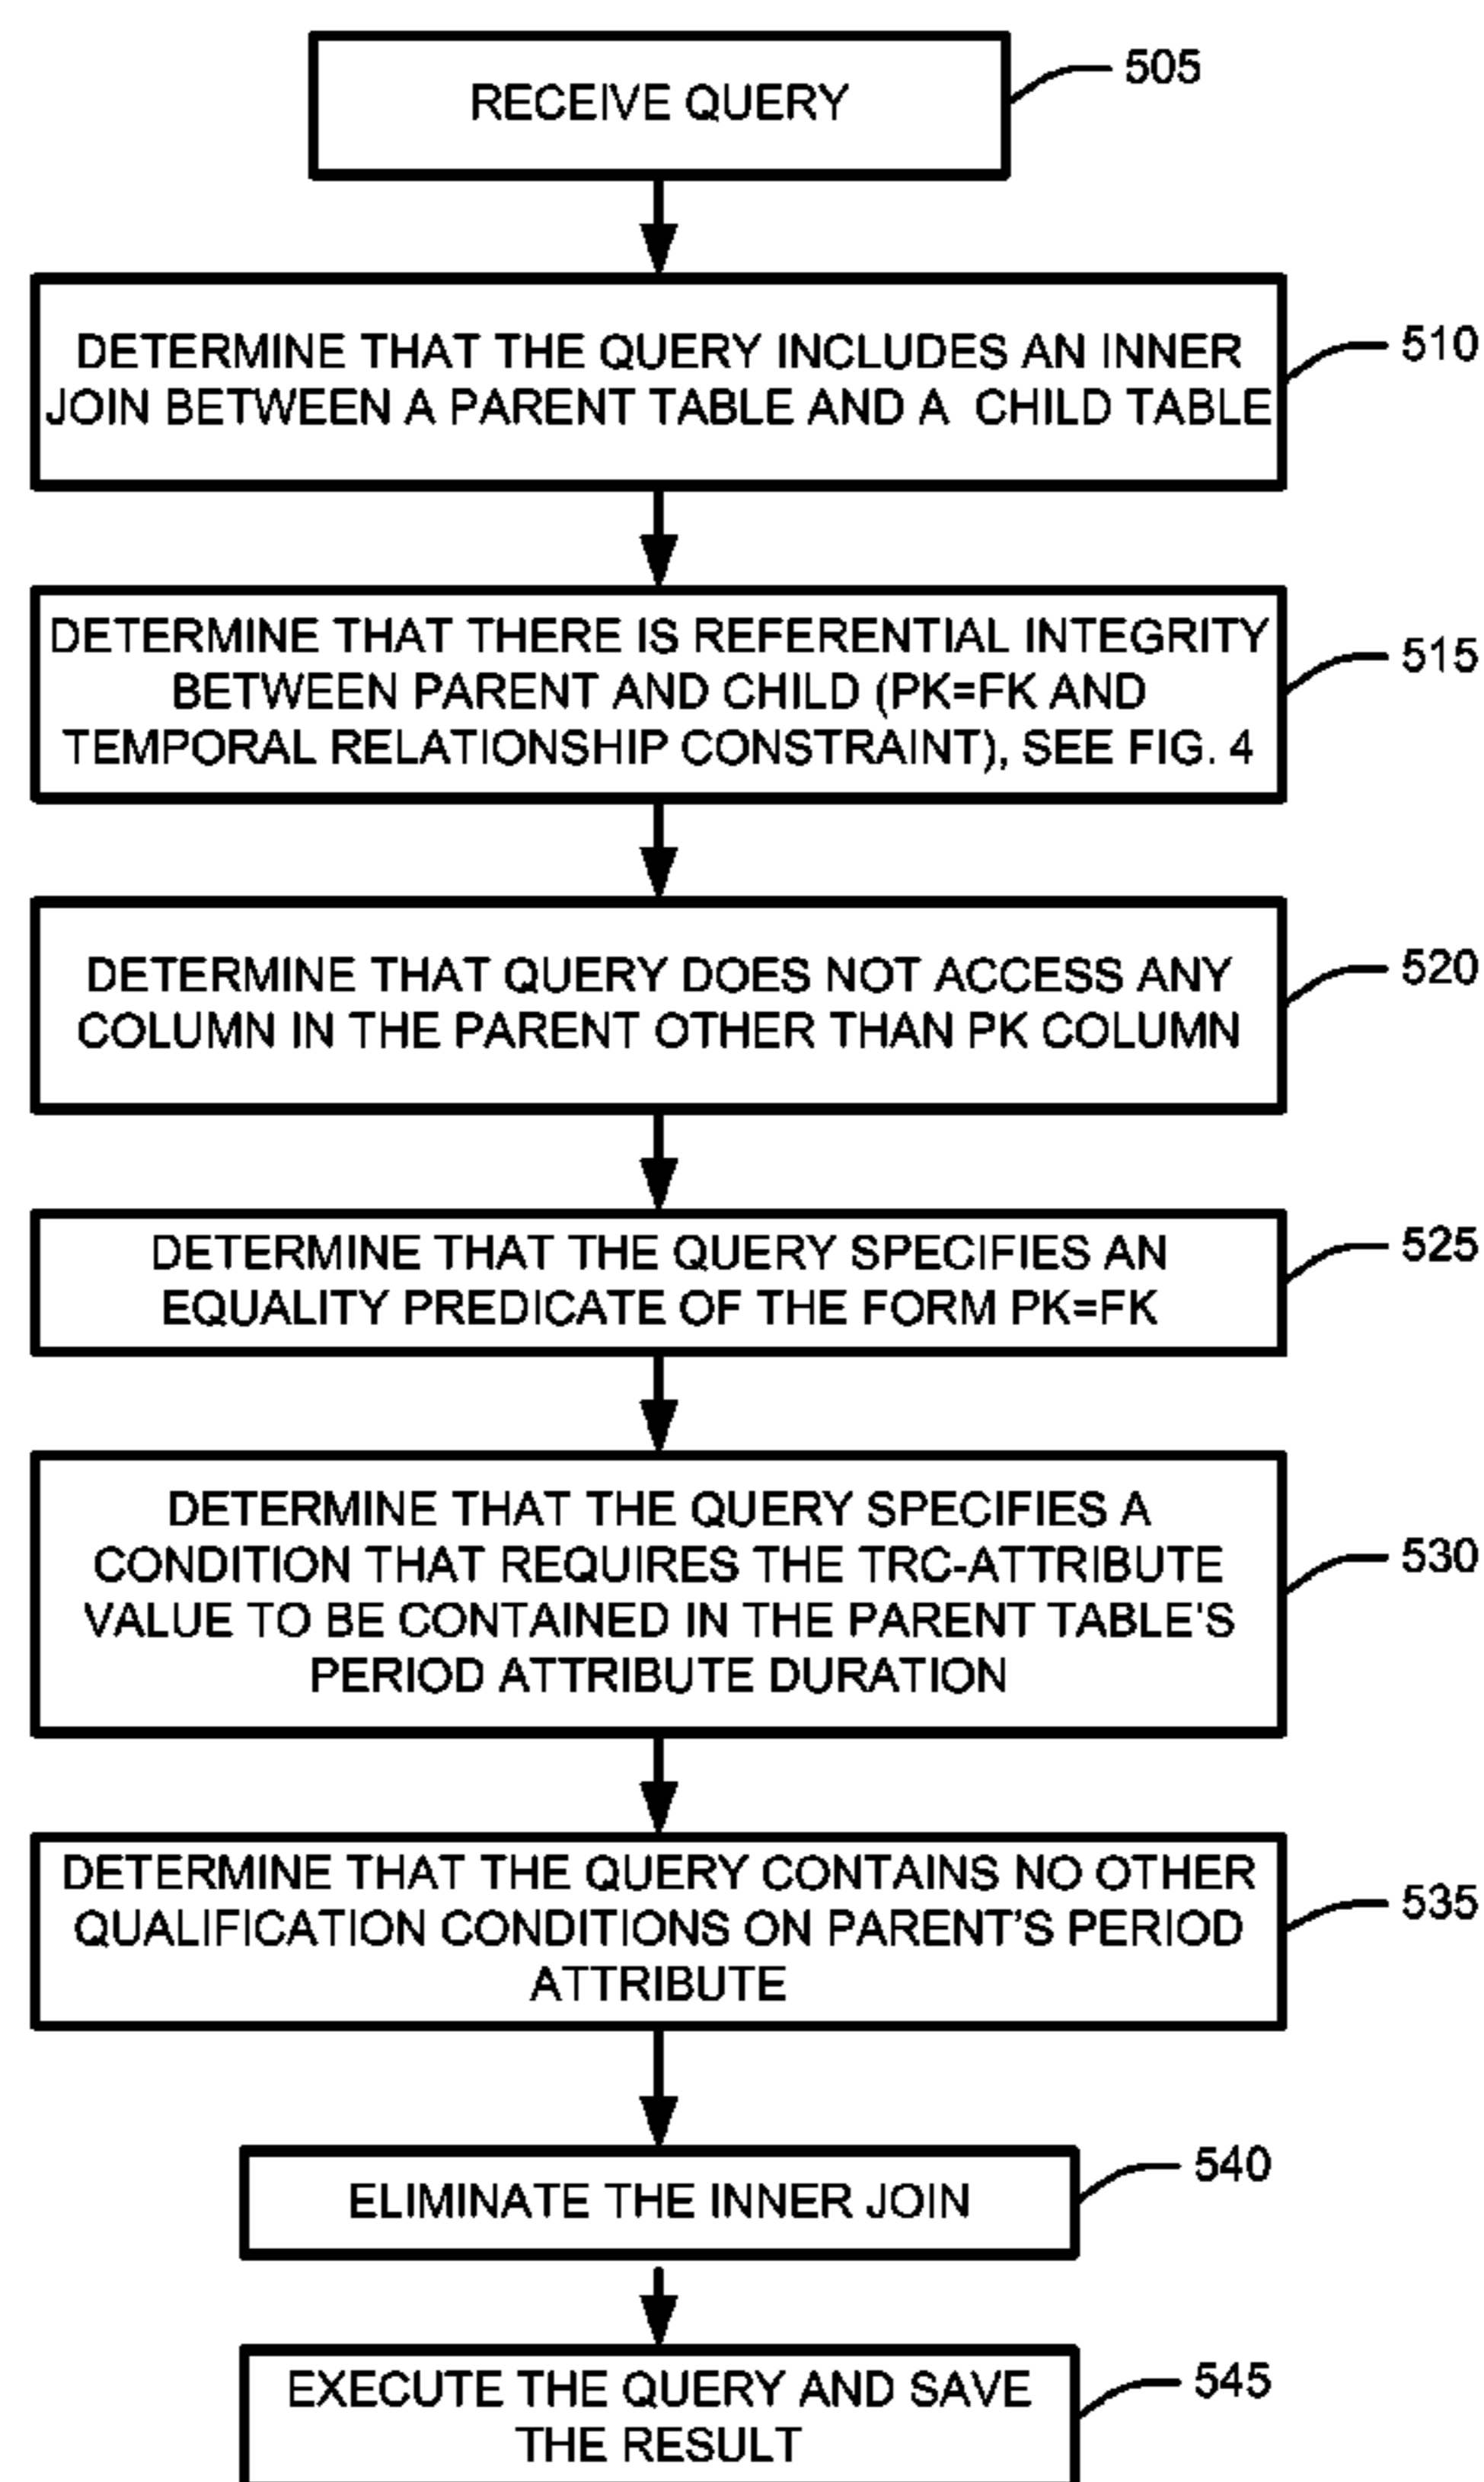 RECEIVE QUERY
505
DETERMINE THAT THE QUERY INCLUDES AN INNER
JOIN BETWEEN A PARENT TABLE AND A CHILD TABLE
510
DETERMINE THAT THERE IS REFERENTIAL INTEGRITY
BETWEEN PARENT AND CHILD (PK=FK AND
TEMPORAL RELATIONSHIP CONSTRAINT), SEE FIG. 4
515
DETERMINE THAT QUERY DOES NOT ACCESS ANY
COLUMN IN THE PARENT OTHER THAN PK COLUMN
520
DETERMINE THAT THE QUERY SPECIFIES AN
EQUALITY PREDICATE OF THE FORM PK=FK
525
DETERMINE THAT THE QUERY SPECIFIES A
CONDITION THAT REQUIRES THE TRC-ATTRIBUTE
VALUE TO BE CONTAINED IN THE PARENT TABLE'S
PERIOD ATTRIBUTE DURATION
530
DETERMINE THAT THE QUERY CONTAINS NO OTHER
QUALIFICATION CONDITIONS ON PARENT'S PERIOD
ATTRIBUTE
535
ELIMINATE THE INNER JOIN
540
EXECUTE THE QUERY AND SAVE
THE RESULT
545